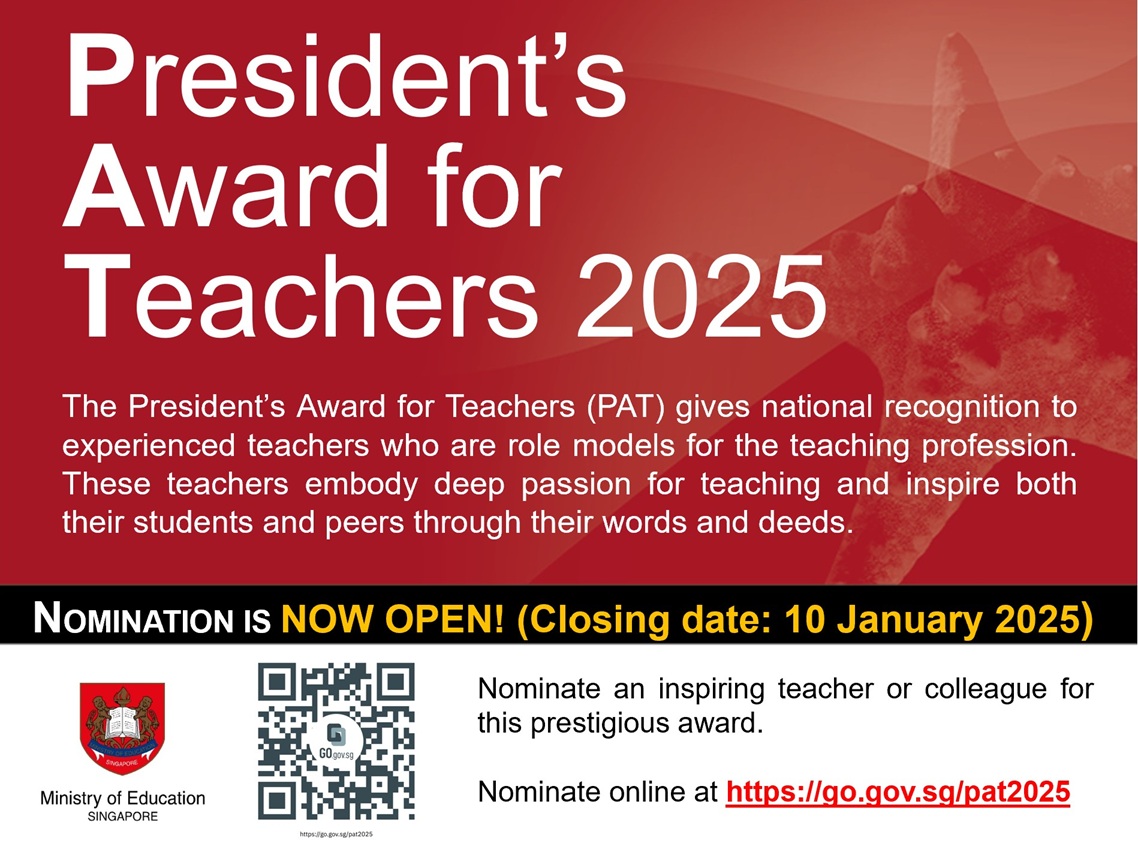 President’s
Award for
Teachers 2025
The President’s Award for Teachers (PAT) gives national recognition to
experienced teachers who are role models for the teaching profession.
These teachers embody deep passion for teaching and inspire both
their students and peers through their words and deeds.
NOMINATION IS NOW OPEN! (Closing date: 10 January 2025)
SINGAPORE
Ministry of Education
SINGAPORE
GOgov.sg
https://go.gov.sg/pat2025
Nominate an inspiring teacher or colleague for
this prestigious award.
Nominate online at https://go.gov.sg/pat2025